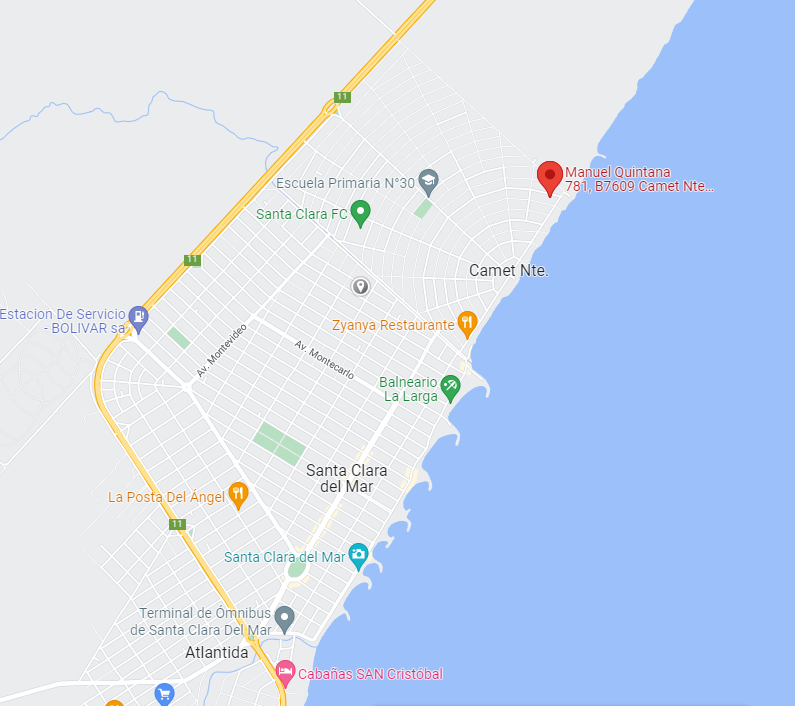 11
Manuel Quintana
781, B7609 Camet Nte...
Escuela Primaria N°30
Santa Clara FC
11
Camet Nte.
Estacion De Servicio
- BOLIVAR sa
Zyanya Restaurante
Av. Montevideo
Av. Montecarlo
Balneario
La Larga
Santa Clara
del Mar
La Posta Del Ángel
11
Santa Clara del Mar
Terminal de Ómnibus
de Santa Clara Del Mar
Atlantida
Cabañas SAN Cristóbal